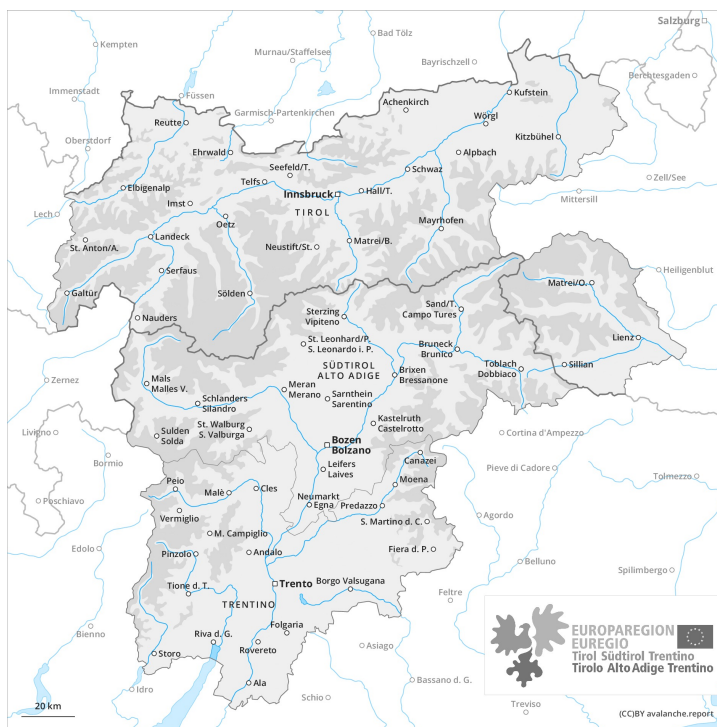 Salzburg
Kempten
Bad Tölz
Murnau/Staffelsee
Bayrischzell
Berchtesgaden
Immenstadt
Füssen
Kufstein
Achenkirch
Garmisch-Partenkirchen
Reutte
Wörgl
Oberstdorf
Kitzbühel
Ehrwald
Alpbach
Seefeld/T.
Schwaz
Telfs
Zell/See
Elbigenalp
Innsbruck
Hall/T.
Mittersill
Imst
TIROL
Lech
Oetz
Mayrhofen
Landeck
St. Anton/A.
Neustift/St.
Matrei/B.
Serfaus
Heiligenblut
Matrei/O.
Galtür
Sölden
Sand/T.
Campo Tures
Nauders
Sterzing
Vipiteno
St. Leonhard/P.
S. Leonardo i. P.
Bruneck
Brunico
Lienz
SÜDTIROL
ALTO ADIGE
Toblach
Dobbiaco
Sillian
Brixen
Bressanone
Zernez
Mals
Malles V.
Meran
Merano
Schlanders
Silandro
Sarnthein
Sarentino
Kastelruth
Castelrotto
St. Walburg
S. Valburga
Livigno
Sulden
Solda
Bozen
Bolzano
Cortina d'Ampezzo
Bormio
Canazei
Leifers
Laives
Pieve di Cadore
Tolmezzo
Peio
Moena
Poschiavo
Malè
Cles
Neumarkt
Egna
Predazzo
Vermiglio
S. Martino d. C.
Agordo
M. Campiglio
Edolo
Pinzolo
Andalo
Fiera d. P.
Belluno
Spilimbergo
Tione d. T.
Trento
Borgo Valsugana
Feltre
TRENTINO
Folgaria
Bienno
Riva d. G.
Rovereto
Asiago
Storo
Idro
Ala
Schio
Bassano d. G.
Treviso
EUROPAREGION
EUREGIO
Tirol Südtirol Trentino
Tirolo Alto Adige Trentino
20 km
(CC)BY avalanche.report